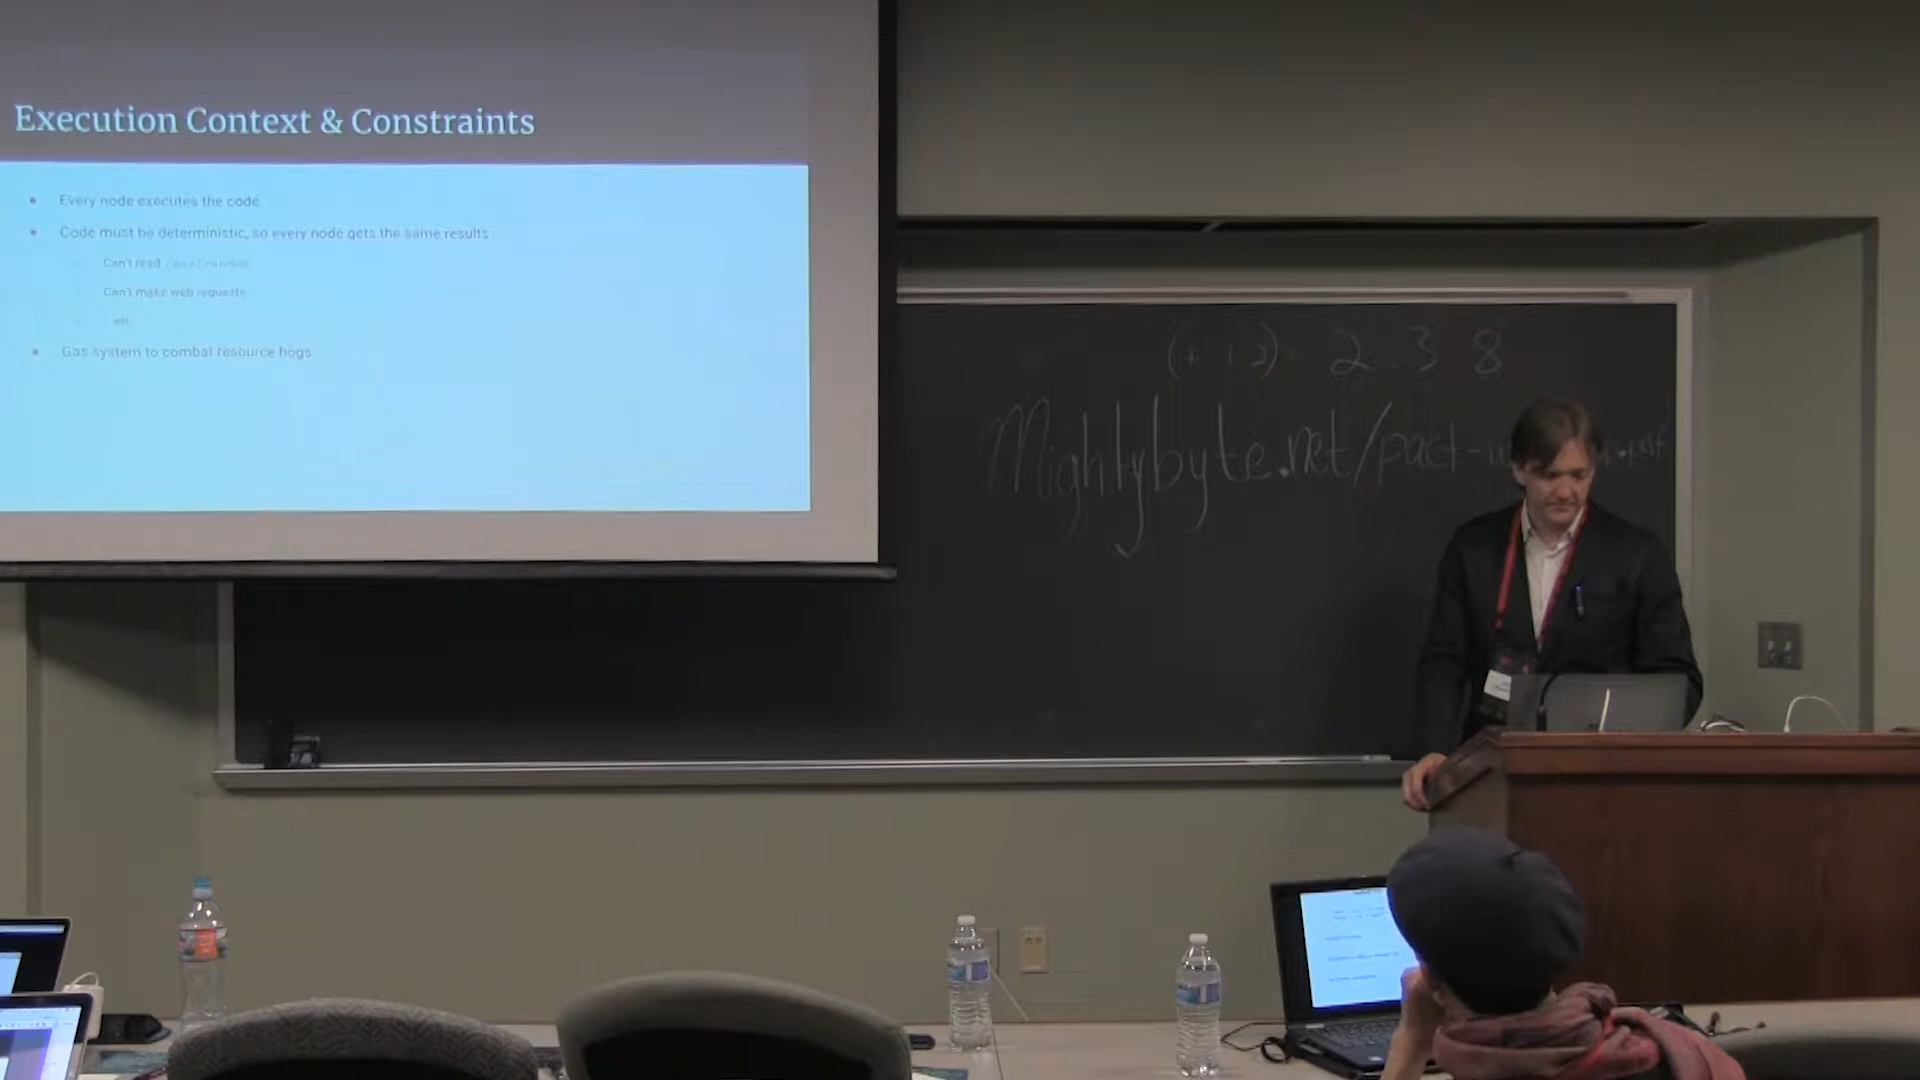 Execution Context & Constraints
Every node executes the code
Code must be deterministic, so every node gets the same results
Can't read /dev/random
Can't make web requests
etc
Gas system to combat resource hogs
(+ 1 2) 2 3 8
Mightybyte.net/pact-